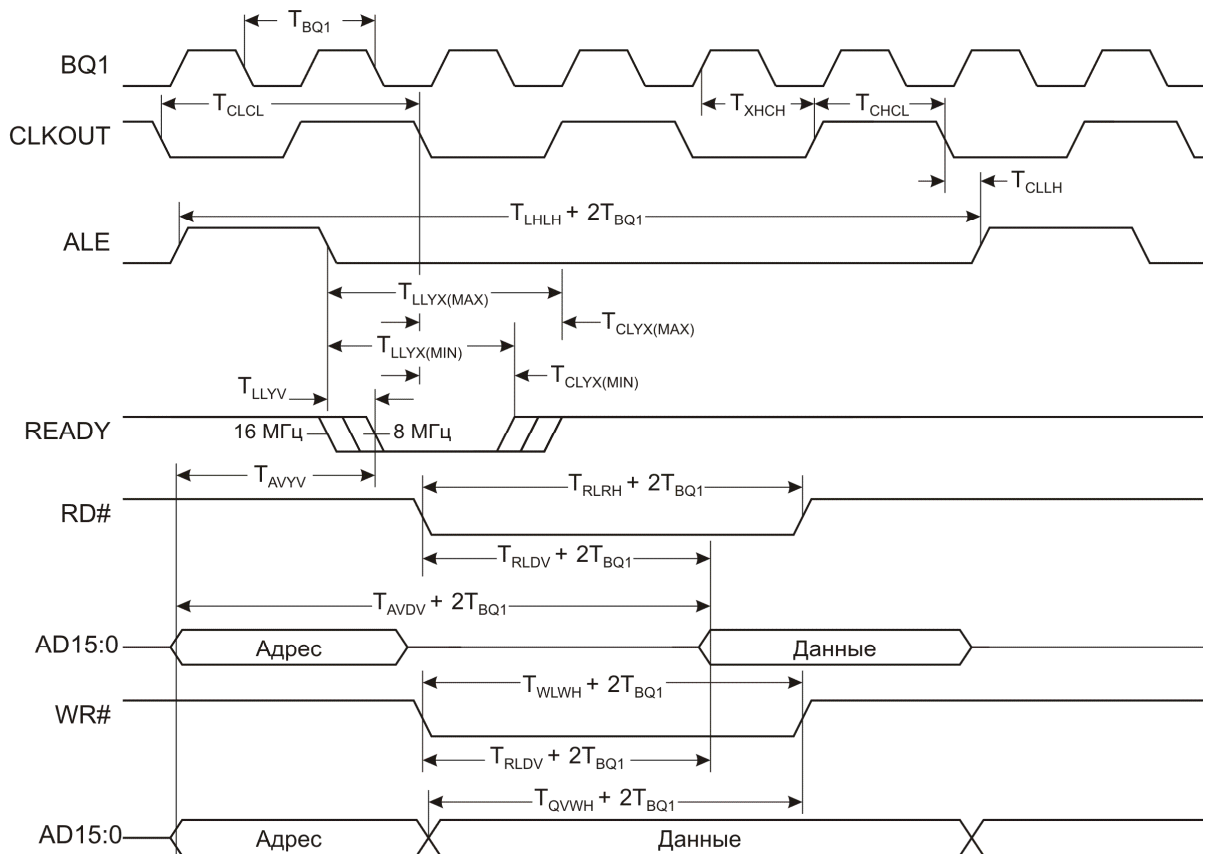 T_BQ1
BQ1
T_CLCL
T_XHCH
T_CHCL
CLKOUT
T_CLLH
T_LHLH + 2T_BQ1
ALE
T_LLYX(MAX)
T_CLYX(MAX)
T_LLYX(MIN)
T_CLYX(MIN)
T_LLYV
READY
16 МГц
8 МГц
T_AVYV
T_RLRH + 2T_BQ1
RD#
T_RLDV + 2T_BQ1
T_AVDV + 2T_BQ1
AD15:0
Адрес
Данные
T_WLWH + 2T_BQ1
WR#
T_RLDV + 2T_BQ1
T_QVWH + 2T_BQ1
AD15:0
Адрес
Данные